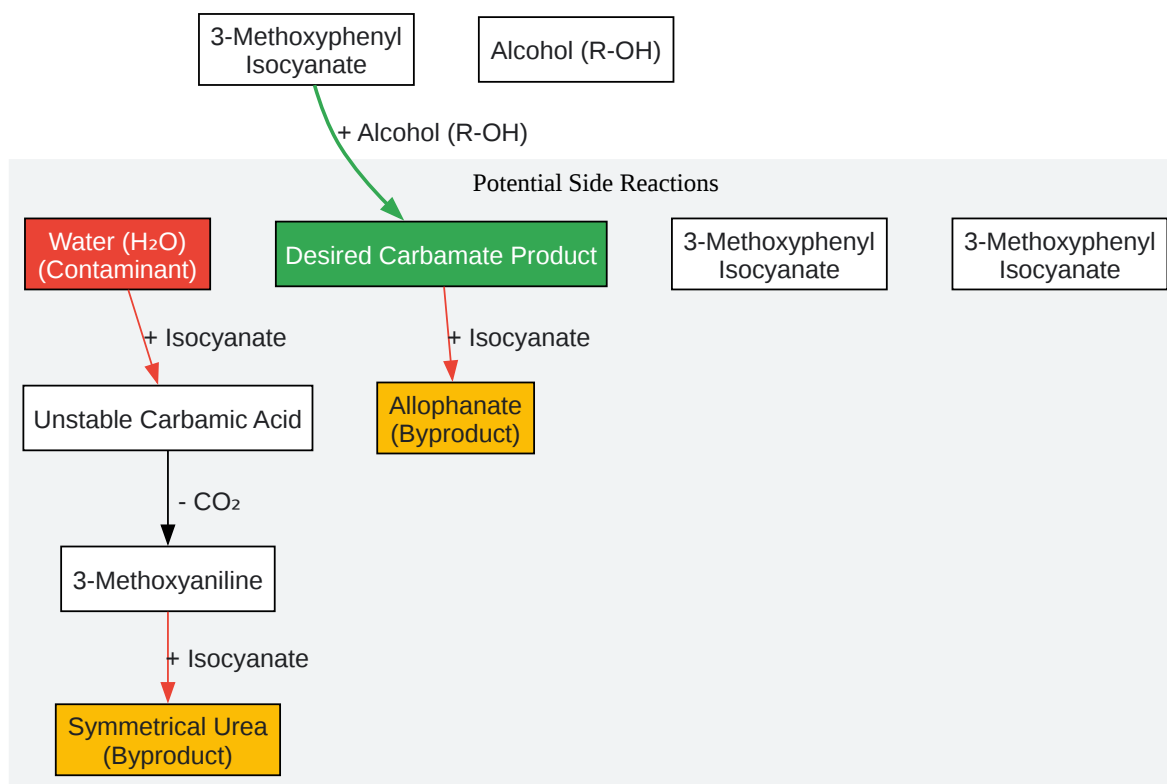 3-Methoxyphenyl
Isocyanate
Alcohol (R-OH)
+ Alcohol (R-OH)
Potential Side Reactions
Water (H₂O)
(Contaminant)
Desired Carbamate Product
3-Methoxyphenyl
Isocyanate
3-Methoxyphenyl
Isocyanate
+ Isocyanate
+ Isocyanate
Unstable Carbamic Acid
Allophanate
(Byproduct)
- CO₂
3-Methoxyaniline
+ Isocyanate
Symmetrical Urea
(Byproduct)